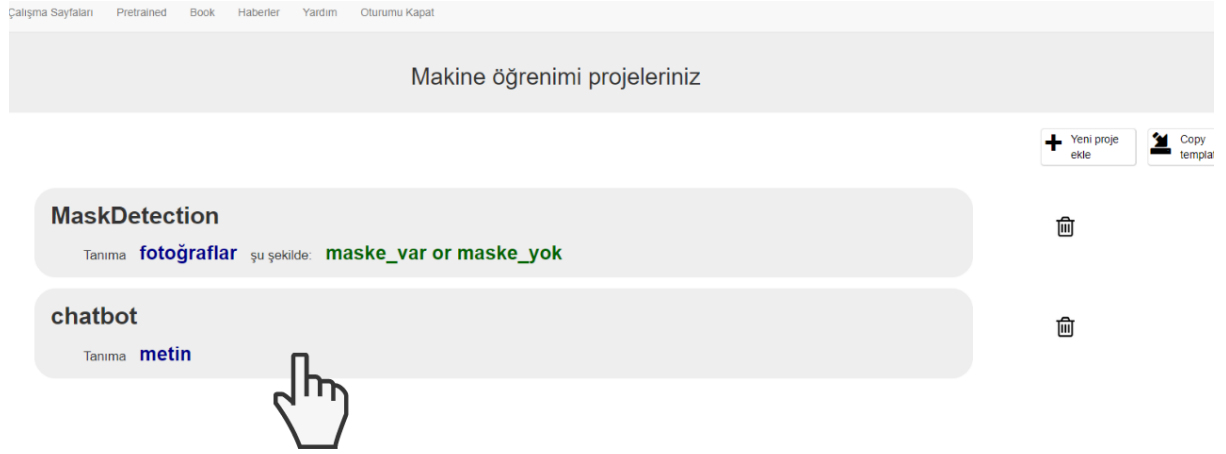 Çalışma Sayfaları Pretrained Book Haberler Yardım Oturumu Kapat
Makine öğrenimi projeleriniz
Yeni proje ekle
Copy templat
MaskDetection
Tanıma fotoğraflar şu şekilde: maske_var or maske_yok
chatbot
Tanıma metin